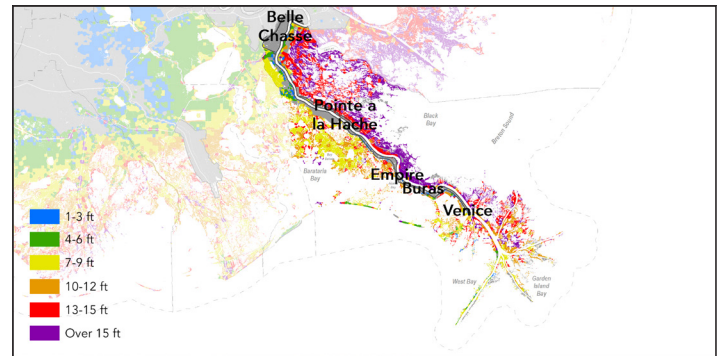 Belle
Chasse
Pointe a
la Hache
Black
Bay
Breton Sound
Barataria
Bay
Empire
Buras
Venice
West Bay
Garden
Island
Bay
1-3 ft
4-6 ft
7-9 ft
10-12 ft
13-15 ft
Over 15 ft